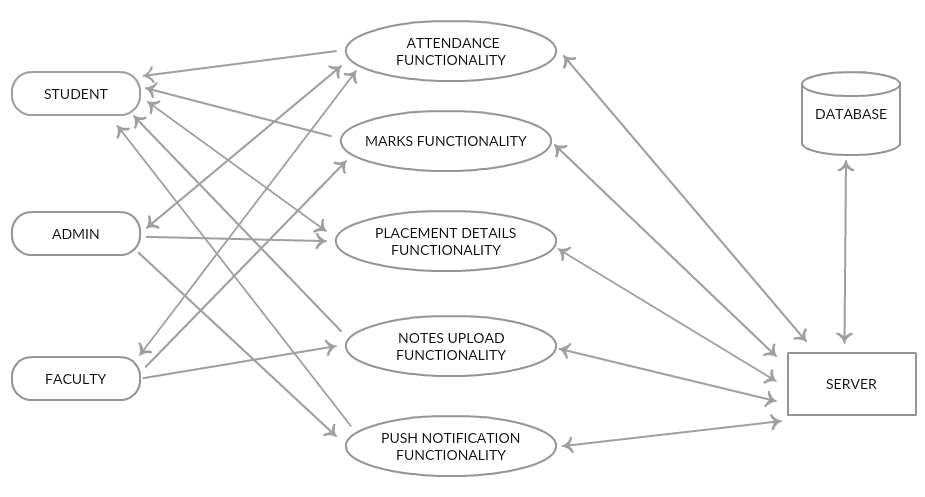 ATTENDANCE
FUNCTIONALITY
STUDENT
DATABASE
MARKS FUNCTIONALITY
ADMIN
PLACEMENT DETAILS
FUNCTIONALITY
NOTES UPLOAD
FUNCTIONALITY
FACULTY
SERVER
PUSH NOTIFICATION
FUNCTIONALITY